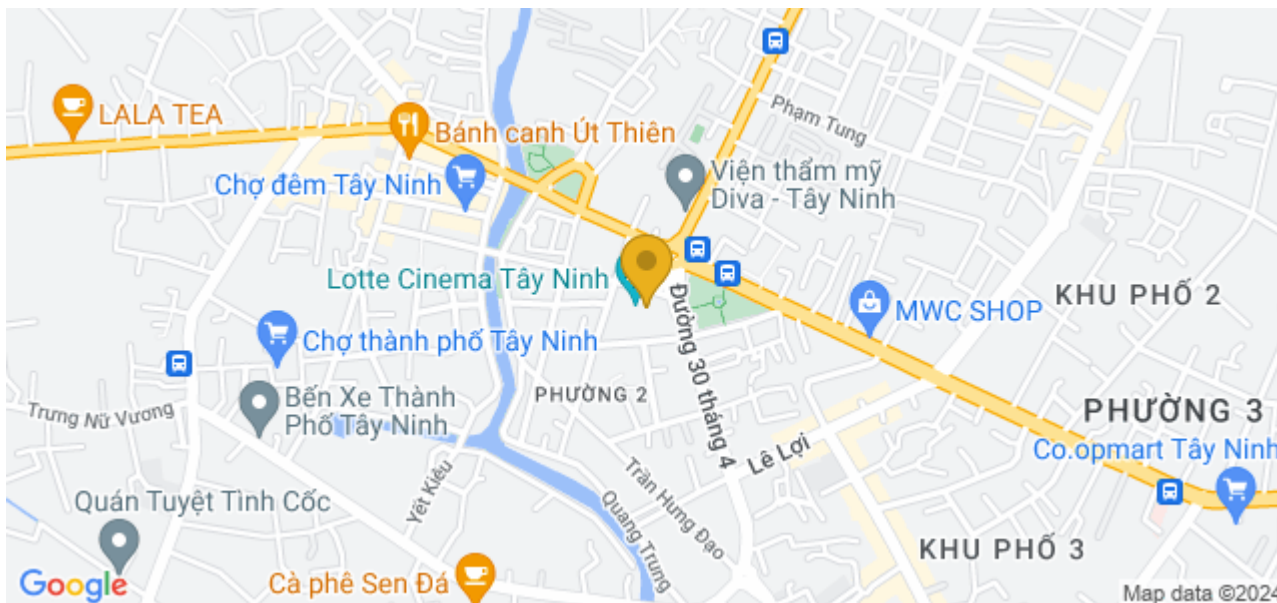 LALA TEA
Bánh canh Út Thiên
Phạm Tung
Chợ đêm Tây Ninh
Viện thẩm mỹ
Diva - Tây Ninh
Lotte Cinema Tây Ninh
MWC SHOP
KHU PHỐ 2
Đường 30 tháng 4
Chợ thành phố Tây Ninh
PHƯỜNG 2
Bến Xe Thành
Phố Tây Ninh
Trưng Nữ Vương
PHƯỜNG 3
Lê Lợi
Co.opmart Tây Ninh
Yết Kiêu
Trần Hưng Đạo
Quang Trung
Quán Tuyệt Tình Cốc
KHU PHỐ 3
Cà phê Sen Đá
Google
Map data ©2024